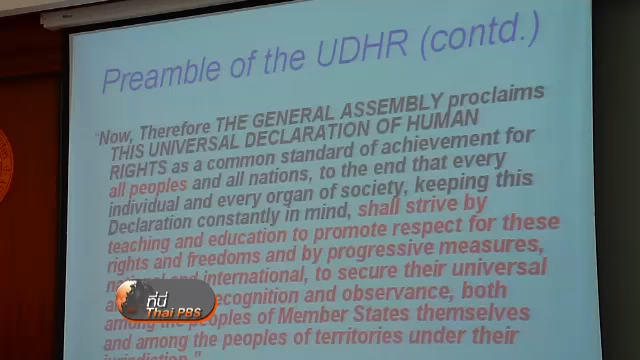 Preamble of the UDHR (contd.)
"Now, Therefore THE GENERAL ASSEMBLY proclaims
THIS UNIVERSAL DECLARATION OF HUMAN
RIGHTS as a common standard of achievement for
all peoples and all nations, to the end that every
individual and every organ of society, keeping this
Declaration constantly in mind, shall strive by
teaching and education to promote respect for these
rights and freedoms and by progressive measures,
and international, to secure their universal
recognition and observance, both
among the peoples of Member States themselves
and among the peoples of territories under their
jurisdiction."
ที่นี่
Thai PBS